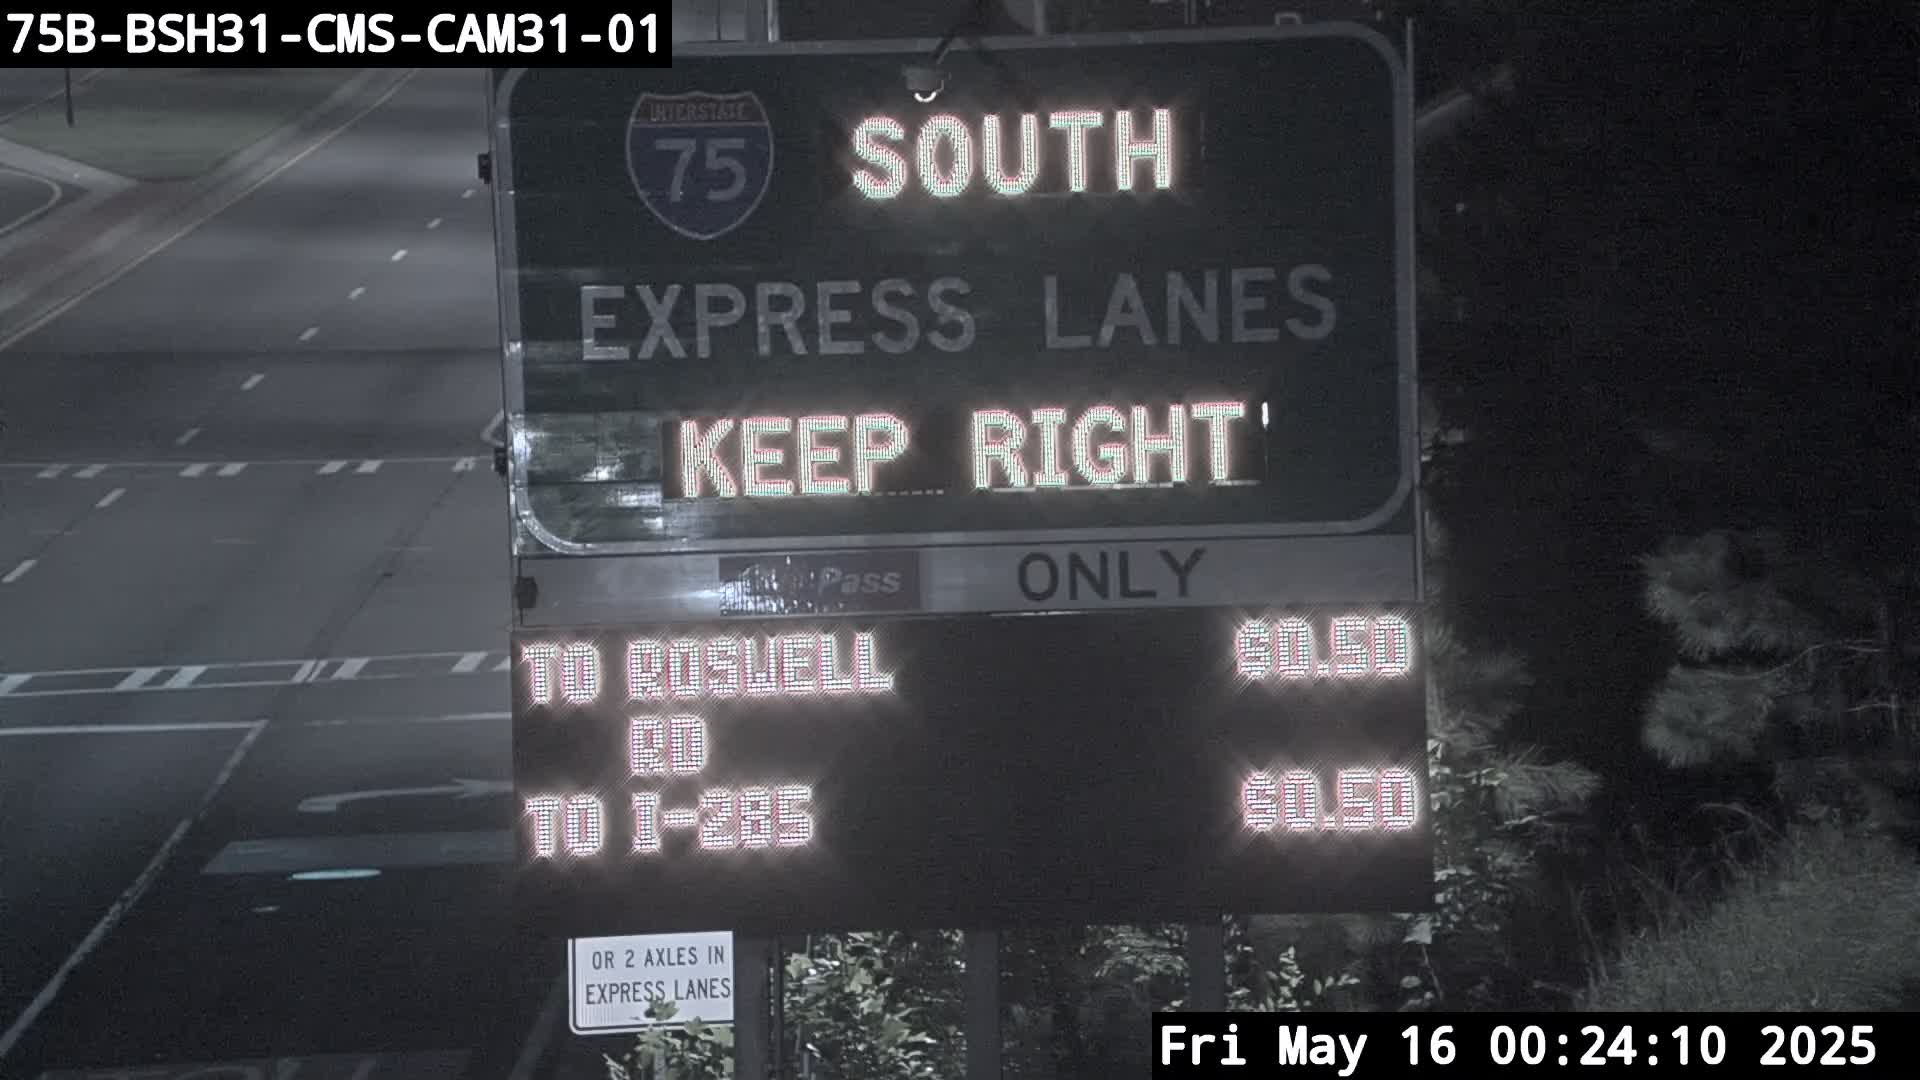 75B-BSH31-CMS-CAM31-01
INTERSTATE
75
SOUTH
EXPRESS LANES
KEEP RIGHT
Pass
ONLY
TO ROSWELL $0.50
RD
TO I-285 $0.50
OR 2 AXLES IN
EXPRESS LANES
Fri May 16 00:24:10 2025